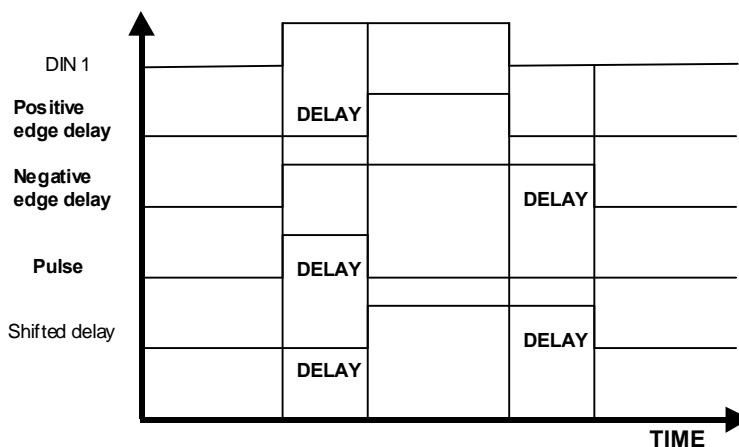 DIN 1
Positive
edge delay
DELAY
Negative
edge delay
DELAY
Pulse
DELAY
Shifted delay
DELAY
DELAY
TIME